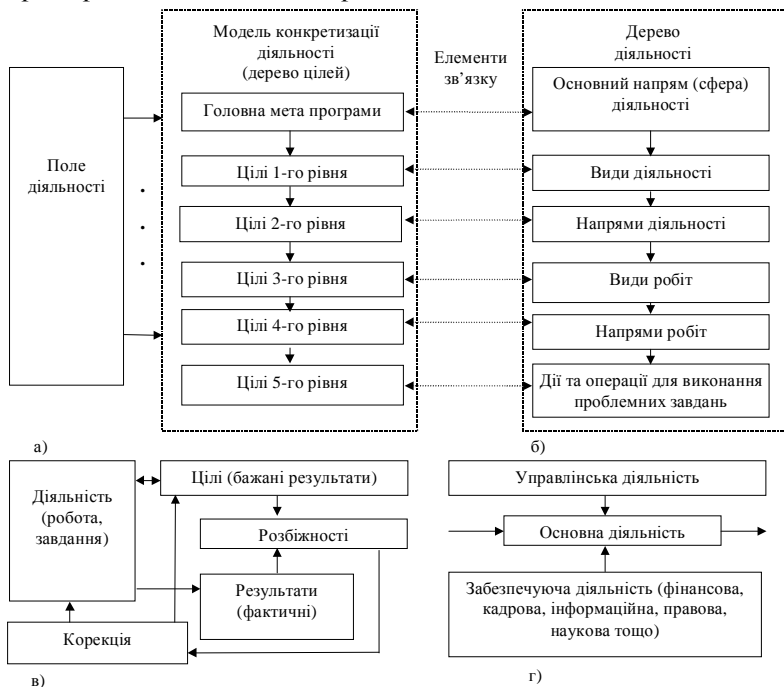 Модель конкретизації
діяльності
(дерево цілей)
Елементи
зв’язку
Дерево
діяльності
Поле
діяльності
Головна мета програми
Основний напрям (сфера)
діяльності
Цілі 1-го рівня
Види діяльності
Цілі 2-го рівня
Напрями діяльності
Цілі 3-го рівня
Види робіт
Цілі 4-го рівня
Напрями робіт
Цілі 5-го рівня
Дії та операції для виконання
проблемних завдань
а)
б)
Діяльність
(робота,
завдання)
Цілі (бажані результати)
Розбіжності
Результати
(фактичні)
Корекція
в)
Управлінська діяльність
Основна діяльність
Забезпечуюча діяльність (фінансова,
кадрова, інформаційна, правова,
наукова тощо)
г)